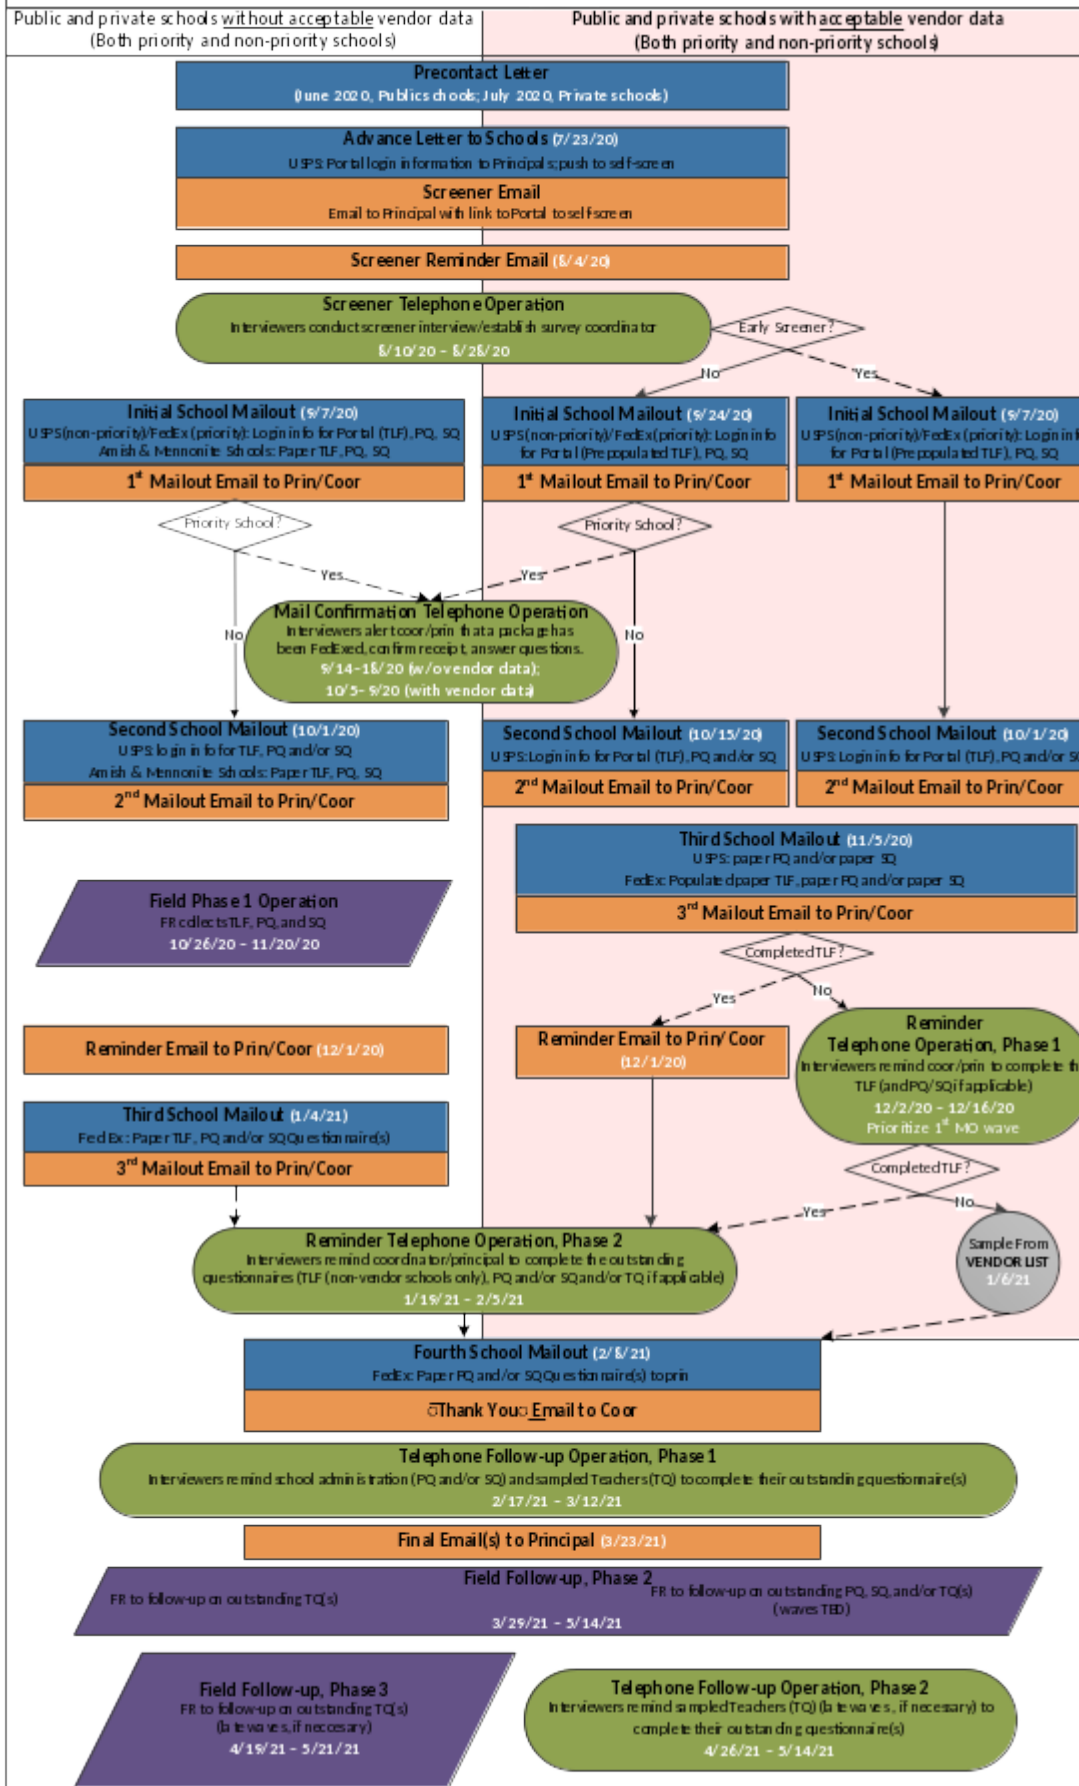 Public and private schools without acceptable vendor data
(Both priority and non-priority schools)
Public and private schools with acceptable vendor data
(Both priority and non-priority schools)
Precontact Letter
(June 2020, Public schools; July 2020, Private schools)
Advance Letter to Schools (7/23/20)
USPS: Portal login information to Principals; push to self-screen
Screener Email
Email to Principal with link to Portal to self screen
Screener Reminder Email (8/4/20)
Screener Telephone Operation
Interviewers conduct screener interview/establish survey coordinator
8/10/20 – 8/28/20
Early Screener?
No
Yes
Initial School Mailout (9/7/20)
USPS (non-priority)/FedEx (priority): Login info for Portal (TLF), PQ, SQ
Amish & Mennonite Schools: Paper TLF, PQ, SQ
1st Mailout Email to Prin/Coor
Initial School Mailout (9/24/20)
USPS (non-priority)/FedEx (priority): Login info
for Portal (Prepopulated TLF), PQ, SQ
1st Mailout Email to Prin/Coor
Initial School Mailout (9/7/20)
USPS (non-priority)/FedEx (priority): Login inf
for Portal (Prepopulated TLF), PQ, SQ
1st Mailout Email to Prin/Coor
Priority School?
Priority School?
Yes
Yes
No
No
Mail Confirmation Telephone Operation
Interviewers alert coor/prin that a package has
been FedExed, confirm receipt, answer questions.
9/14–18/20 (w/o vendor data);
10/5– 9/20 (with vendor data)
Second School Mailout (10/1/20)
USPS: login info for TLF, PQ and/or SQ
Amish & Mennonite Schools: Paper TLF, PQ, SQ
2nd Mailout Email to Prin/Coor
Second School Mailout (10/15/20)
USPS: Login info for Portal (TLF), PQ and/or SQ
2nd Mailout Email to Prin/Coor
Second School Mailout (10/1/20)
USPS: Login info for Portal (TLF), PQ and/or SQ
2nd Mailout Email to Prin/Coor
Third School Mailout (11/5/20)
USPS: paper PQ and/or paper SQ
FedEx: Populated paper TLF, paper PQ and/or paper SQ
3rd Mailout Email to Prin/Coor
Field Phase 1 Operation
FR collects TLF, PQ, and SQ
10/26/20 – 11/20/20
Completed TLF?
Yes
No
Reminder Email to Prin/Coor (12/1/20)
Reminder Email to Prin/ Coor
(12/1/20)
Reminder
Telephone Operation, Phase 1
Interviewers remind coor/prin to complete th
TLF (and PQ/SQ if applicable)
12/2/20 – 12/16/20
Prioritize 1st MO wave
Third School Mailout (1/4/21)
Fed Ex: Paper TLF, PQ and/or SQ Questionnaire(s)
3rd Mailout Email to Prin/Coor
Completed TLF?
Yes
No
Reminder Telephone Operation, Phase 2
Interviewers remind coordinator/principal to complete the outstanding
questionnaires (TLF (non-vendor schools only), PQ and/or SQ and/or TQ if applicable)
1/19/21 – 2/5/21
Sample From
VENDOR LIST
1/6/21
Fourth School Mailout (2/8/21)
FedEx: Paper PQ and/or SQ Questionnaire(s) to prin
Thank You Email to Coor
Telephone Follow-up Operation, Phase 1
Interviewers remind school administration (PQ and/or SQ) and sampled Teachers (TQ) to complete their outstanding questionnaire(s)
2/17/21 – 3/12/21
Final Email(s) to Principal (3/23/21)
Field Follow-up, Phase 2
FR to follow-up on outstanding TQ(s)
FR to follow-up on outstanding PQ, SQ, and/or TQ(s)
(waves TBD)
3/29/21 – 5/14/21
Field Follow-up, Phase 3
FR to follow-up on outstanding TQ(s)
(late waves, if neccesary)
4/19/21 – 5/21/21
Telephone Follow-up Operation, Phase 2
Interviewers remind sampled Teachers (TQ) (late waves, if necessary) to
complete their outstanding questionnaire(s)
4/26/21 – 5/14/21